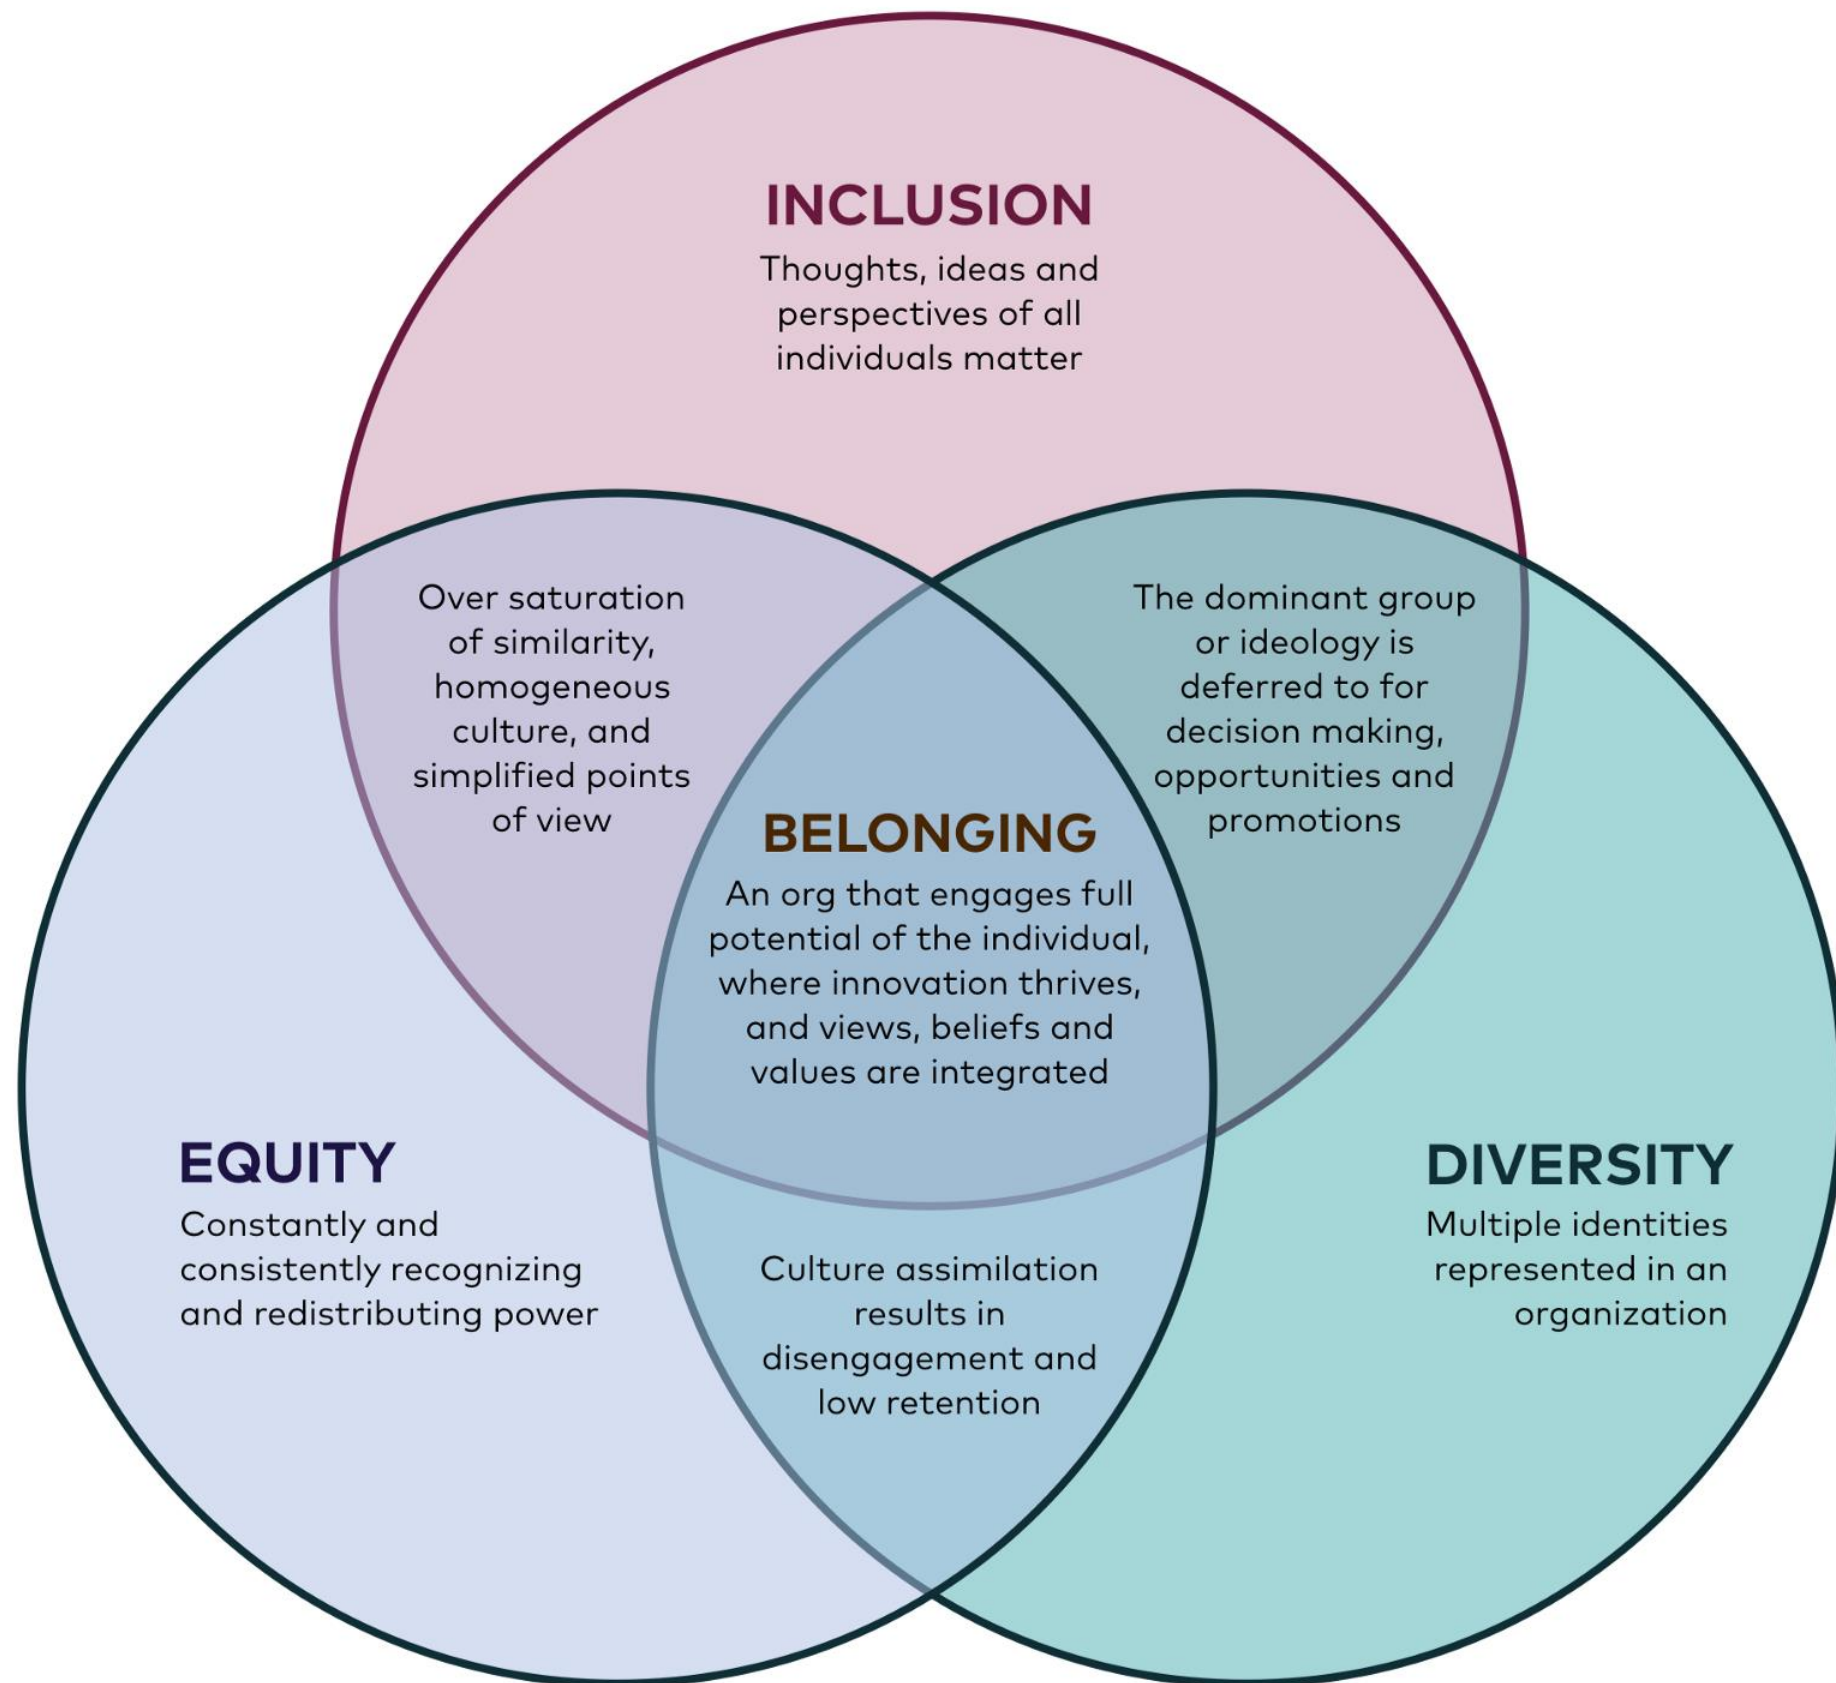 INCLUSION
Thoughts, ideas and
perspectives of all
individuals matter
Over saturation
of similarity,
homogeneous
culture, and
simplified points
of view
The dominant group
or ideology is
deferred to for
decision making,
opportunities and
promotions
BELONGING
An org that engages full
potential of the individual,
where innovation thrives,
and views, beliefs and
values are integrated
EQUITY
Constantly and
consistently recognizing
and redistributing power
Culture assimilation
results in
disengagement and
low retention
DIVERSITY
Multiple identities
represented in an
organization